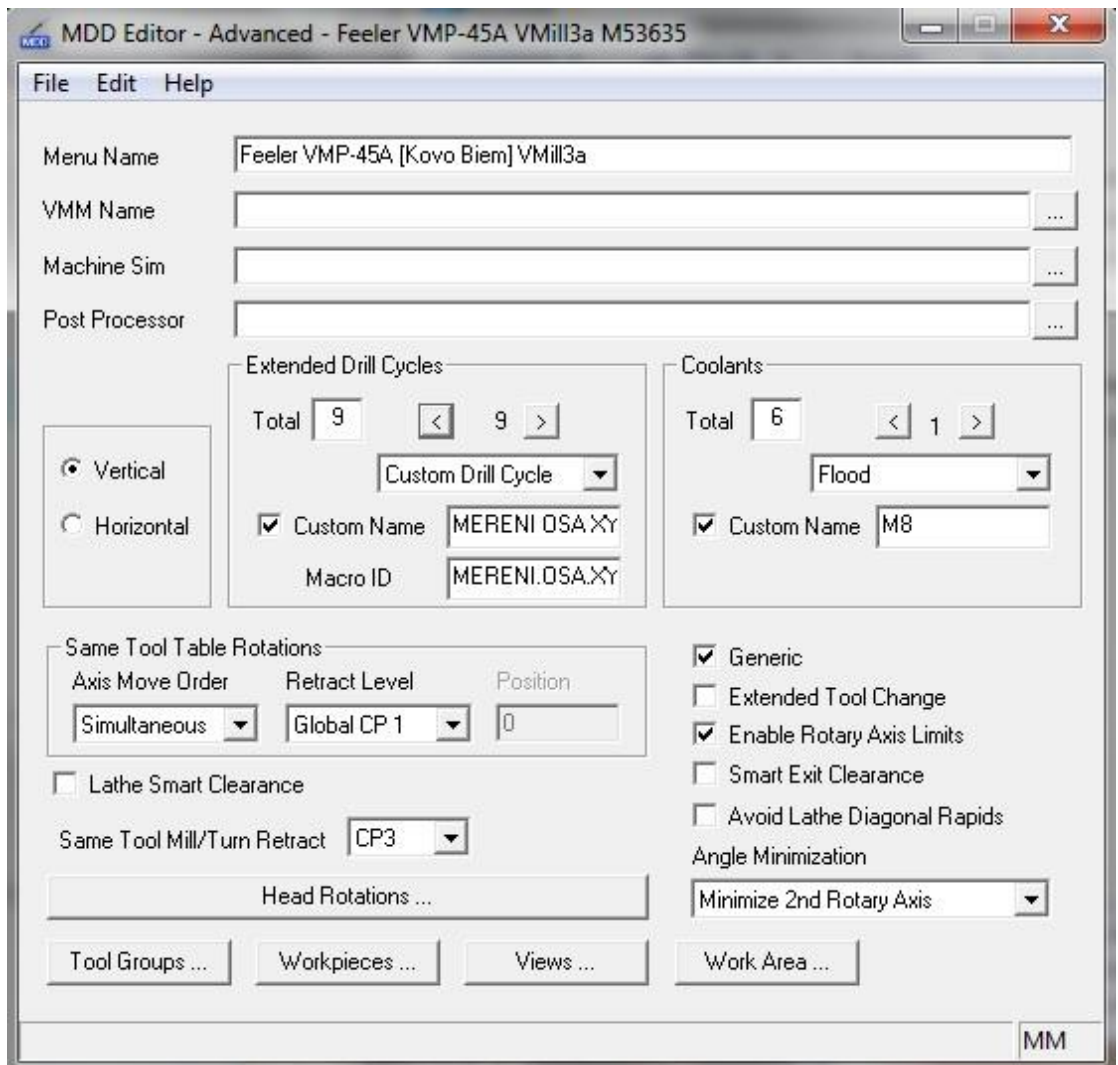 MDD Editor - Advanced - Feeler VMP-45A VMill3a M53635
File Edit Help
Menu Name Feeler VMP-45A [Kovo Biem] VMill3a
VMM Name ...
Machine Sim ...
Post Processor ...
Extended Drill Cycles
Total 9 < 9 >
Custom Drill Cycle
Custom Name MERENI OSA XY
Macro ID MERENI.OSA.XY
Coolants
Total 6 < 1 >
Flood
Custom Name M8
Vertical
Horizontal
Same Tool Table Rotations
Axis Move Order Retract Level Position
Simultaneous Global CP 1 0
Lathe Smart Clearance
Same Tool Mill/Turn Retract CP3
Generic
Extended Tool Change
Enable Rotary Axis Limits
Smart Exit Clearance
Avoid Lathe Diagonal Rapids
Angle Minimization
Minimize 2nd Rotary Axis
Head Rotations ...
Tool Groups ... Workpieces ... Views ... Work Area ...
MM